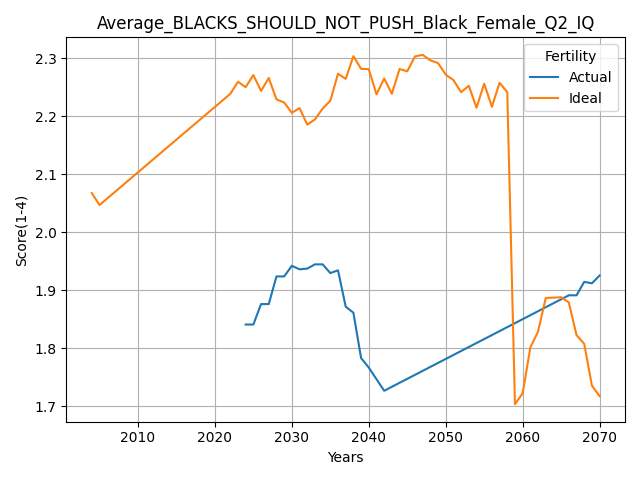 Average_BLACKS_SHOULD_NOT_PUSH_Black_Female_Q2_IQ
Fertility
Actual
Ideal
Score(1-4)
2.3
2.2
2.1
2.0
1.9
1.8
1.7
2010 2020 2030 2040 2050 2060 2070
Years